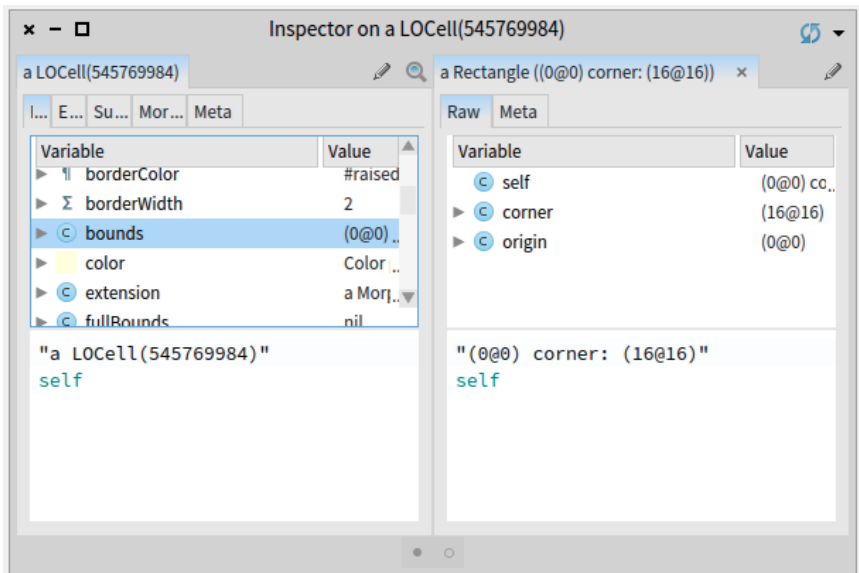 Inspector on a LOCell(545769984)
a LOCell(545769984)
I... E... Su... Mor... Meta
Variable Value
¶ borderColor #raised
Σ borderWidth 2
C bounds (0@0) ..
color Color ..
C extension a Morp..
C fullBounds nil
"a LOCell(545769984)"
self
a Rectangle ((0@0) corner: (16@16)) ×
Raw Meta
Variable Value
C self (0@0) co..
C corner (16@16)
C origin (0@0)
"(0@0) corner: (16@16)"
self